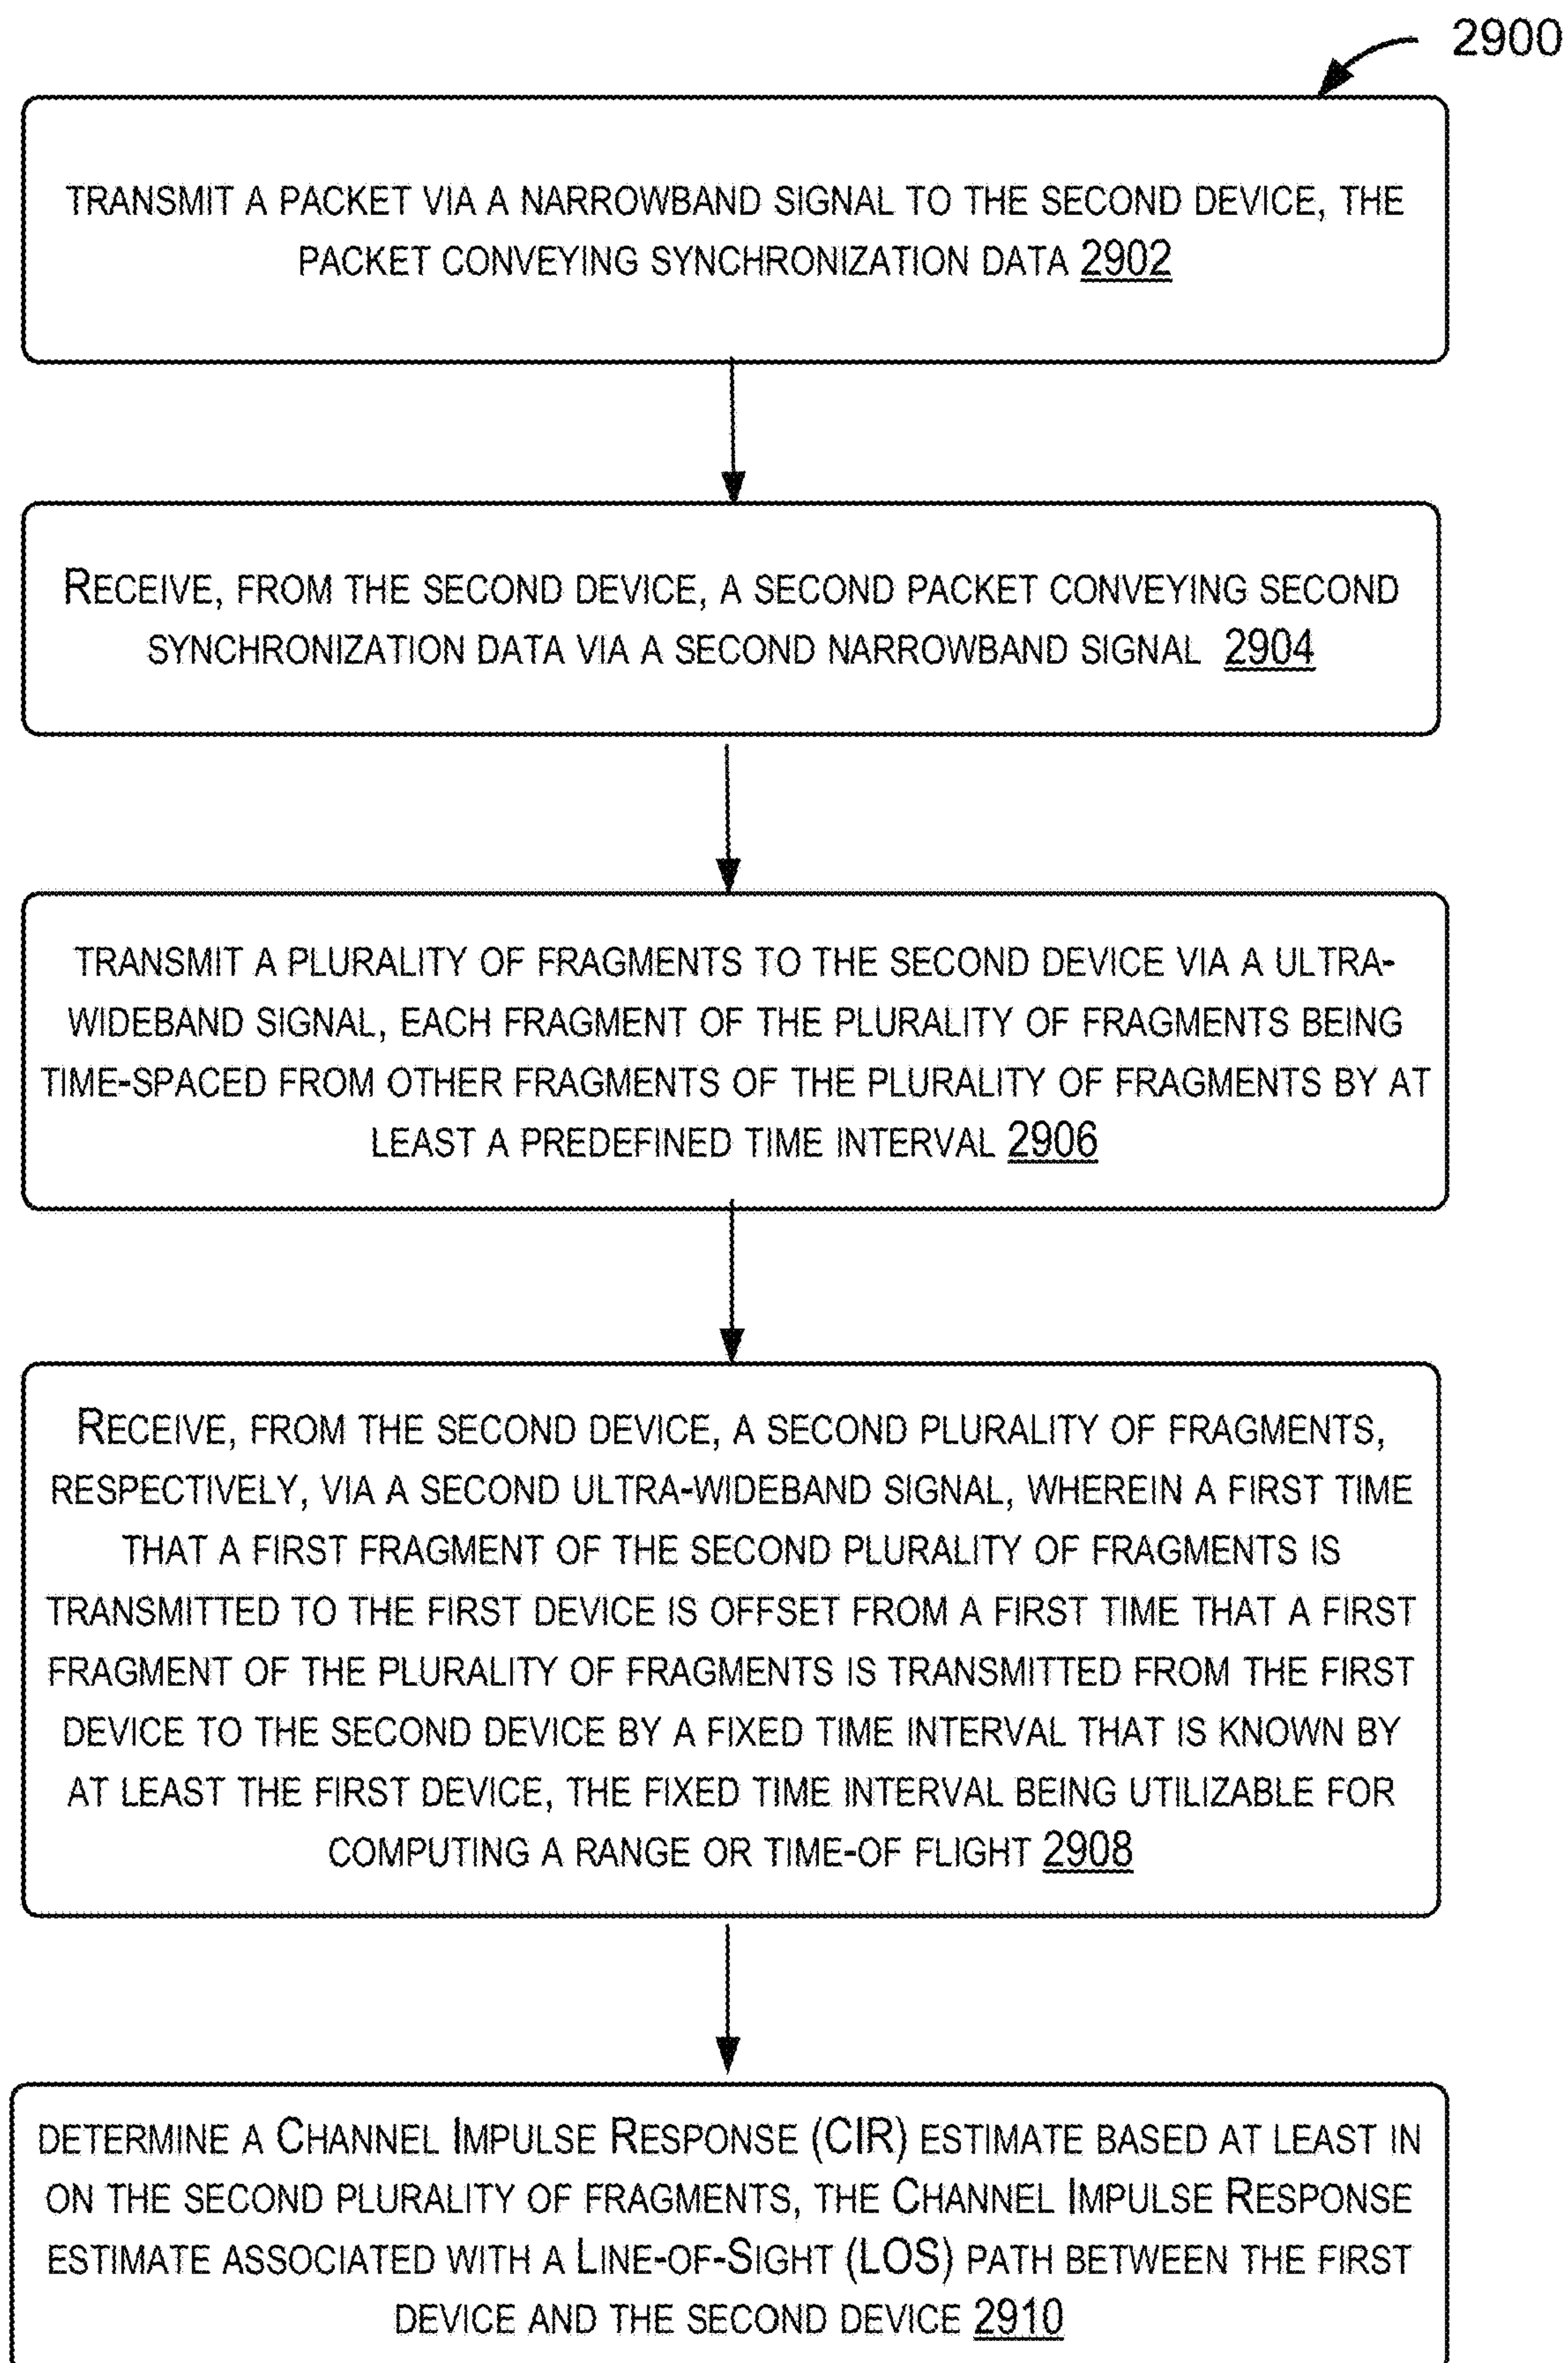 2900
TRANSMIT A PACKET VIA A NARROWBAND SIGNAL TO THE SECOND DEVICE, THE
PACKET CONVEYING SYNCHRONIZATION DATA 2902
RECEIVE, FROM THE SECOND DEVICE, A SECOND PACKET CONVEYING SECOND
SYNCHRONIZATION DATA VIA A SECOND NARROWBAND SIGNAL 2904
TRANSMIT A PLURALITY OF FRAGMENTS TO THE SECOND DEVICE VIA A ULTRA-
WIDEBAND SIGNAL, EACH FRAGMENT OF THE PLURALITY OF FRAGMENTS BEING
TIME-SPACED FROM OTHER FRAGMENTS OF THE PLURALITY OF FRAGMENTS BY AT
LEAST A PREDEFINED TIME INTERVAL 2906
RECEIVE, FROM THE SECOND DEVICE, A SECOND PLURALITY OF FRAGMENTS,
RESPECTIVELY, VIA A SECOND ULTRA-WIDEBAND SIGNAL, WHEREIN A FIRST TIME
THAT A FIRST FRAGMENT OF THE SECOND PLURALITY OF FRAGMENTS IS
TRANSMITTED TO THE FIRST DEVICE IS OFFSET FROM A FIRST TIME THAT A FIRST
FRAGMENT OF THE PLURALITY OF FRAGMENTS IS TRANSMITTED FROM THE FIRST
DEVICE TO THE SECOND DEVICE BY A FIXED TIME INTERVAL THAT IS KNOWN BY
AT LEAST THE FIRST DEVICE, THE FIXED TIME INTERVAL BEING UTILIZABLE FOR
COMPUTING A RANGE OR TIME-OF FLIGHT 2908
DETERMINE A CHANNEL IMPULSE RESPONSE (CIR) ESTIMATE BASED AT LEAST IN
ON THE SECOND PLURALITY OF FRAGMENTS, THE CHANNEL IMPULSE RESPONSE
ESTIMATE ASSOCIATED WITH A LINE-OF-SIGHT (LOS) PATH BETWEEN THE FIRST
DEVICE AND THE SECOND DEVICE 2910